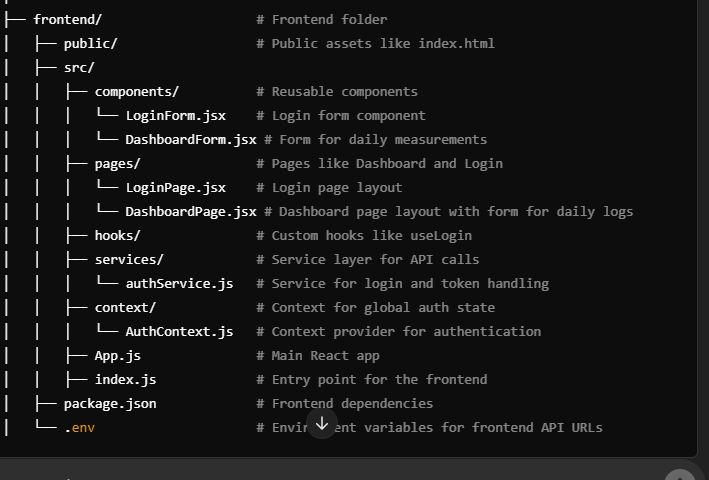 ├── frontend/ # Frontend folder
│ ├── public/ # Public assets like index.html
│ ├── src/
│ │ ├── components/ # Reusable components
│ │ │ └── LoginForm.jsx # Login form component
│ │ │ └── DashboardForm.jsx # Form for daily measurements
│ │ ├── pages/ # Pages like Dashboard and Login
│ │ │ └── LoginPage.jsx # Login page layout
│ │ │ └── DashboardPage.jsx # Dashboard page layout with form for daily logs
│ │ ├── hooks/ # Custom hooks like useLogin
│ │ ├── services/ # Service layer for API calls
│ │ │ └── authService.js # Service for login and token handling
│ │ ├── context/ # Context for global auth state
│ │ │ └── AuthContext.js # Context provider for authentication
│ │ ├── App.js # Main React app
│ │ ├── index.js # Entry point for the frontend
│ ├── package.json # Frontend dependencies
│ └── .env # variables for frontend API URLs